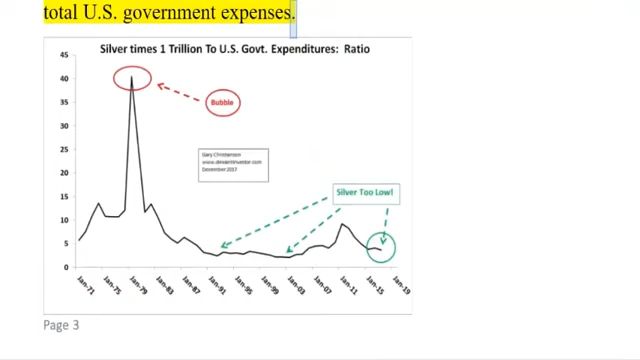 total U.S. government expenses.
Silver times 1 Trillion To U.S. Govt. Expenditures: Ratio
45
40
35
30
25
20
15
10
5
0
Bubble
Gary Christenson
www.deviantinvestor.com
December 2017
Silver Too Low!
Jan-71
Jan-75
Jan-79
Jan-83
Jan-87
Jan-91
Jan-95
Jan-99
Jan-03
Jan-07
Jan-11
Jan-15
Jan-19
Page 3